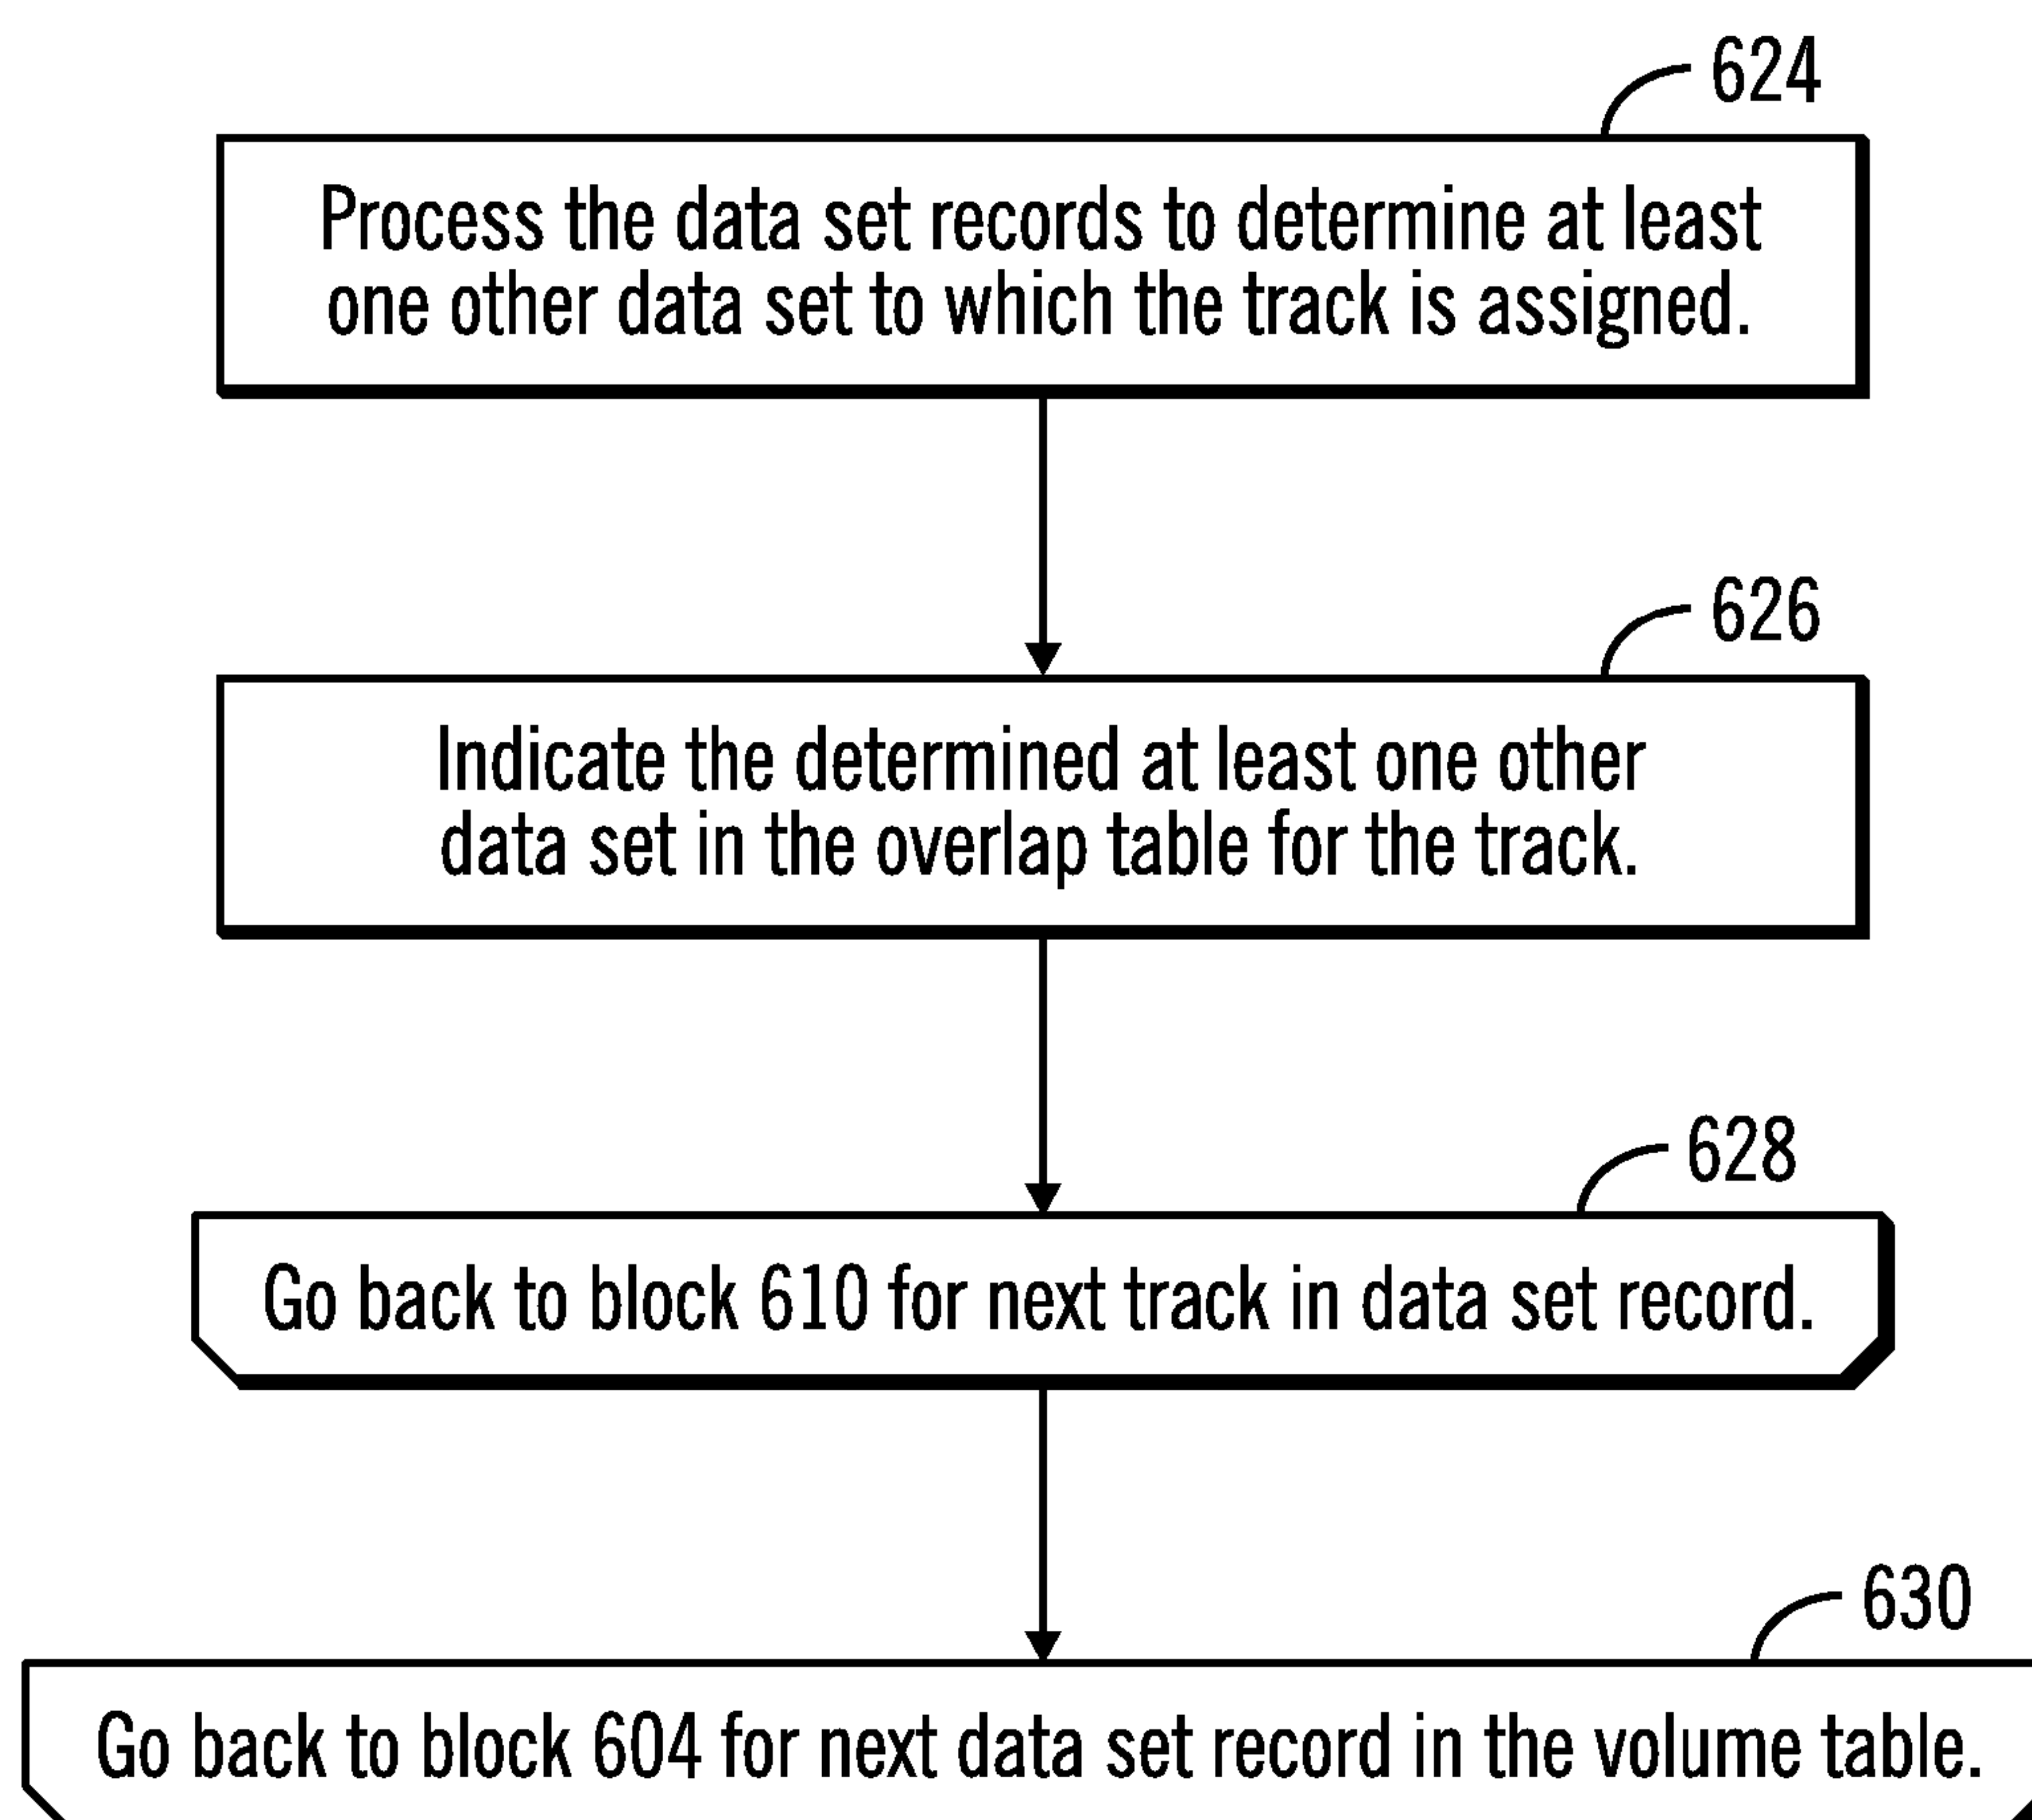 624
Process the data set records to determine at least
one other data set to which the track is assigned.
626
Indicate the determined at least one other
data set in the overlap table for the track.
628
Go back to block 610 for next track in data set record.
630
Go back to block 604 for next data set record in the volume table.